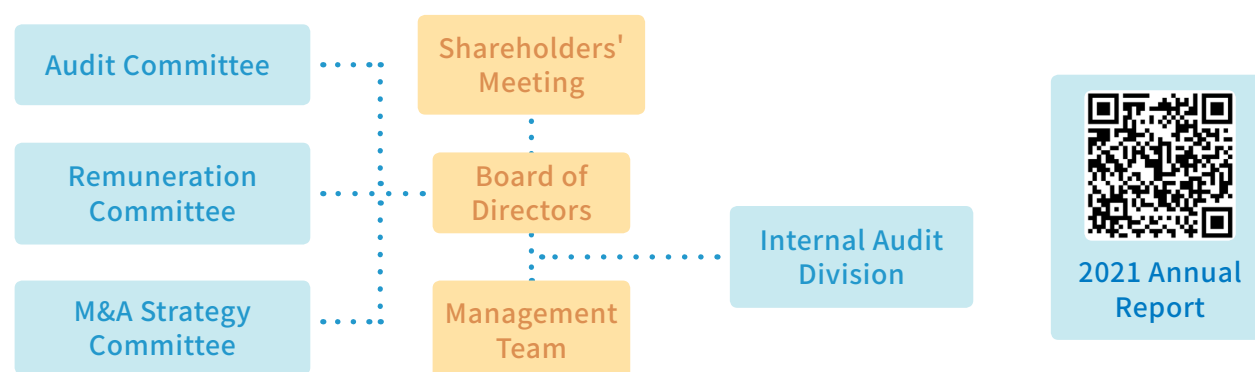 Audit Committee
Remuneration
Committee
M&A Strategy
Committee
Shareholders'
Meeting
Board of
Directors
Management
Team
Internal Audit
Division
2021 Annual
Report